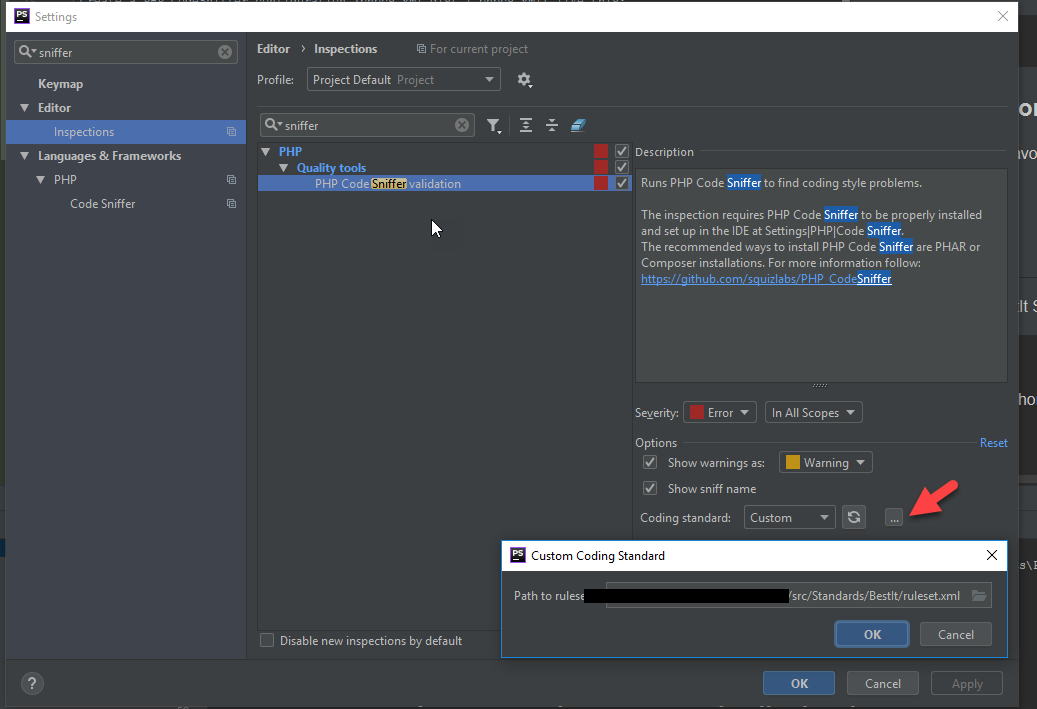 PS Settings
sniffer
Keymap
Editor
Inspections
Languages & Frameworks
PHP
Code Sniffer
Editor › Inspections For current project
Profile: Project Default Project
sniffer
PHP
Quality tools
PHP Code Sniffer validation
Disable new inspections by default
Description
Runs PHP Code Sniffer to find coding style problems.
The inspection requires PHP Code Sniffer to be properly installed
and set up in the IDE at Settings|PHP|Code Sniffer.
The recommended ways to install PHP Code Sniffer are PHAR or
Composer installations. For more information follow:
https://github.com/squizlabs/PHP_CodeSniffer
Severity: Error In All Scopes
Options Reset
Show warnings as: Warning
Show sniff name
Coding standard: Custom ...
PS Custom Coding Standard
Path to rulese /src/Standards/BestIt/ruleset.xml
OK Cancel
? OK Cancel Apply